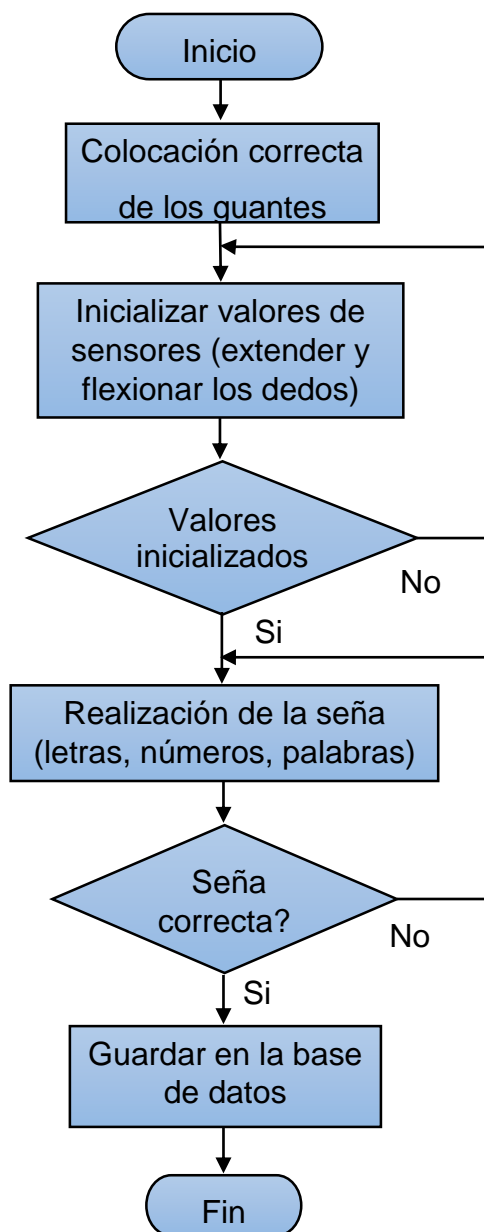 Inicio
Colocación correcta
de los guantes
Inicializar valores de
sensores (extender y
flexionar los dedos)
Valores
inicializados
No
Si
Realización de la seña
(letras, números, palabras)
Seña
correcta?
No
Si
Guardar en la base
de datos
Fin